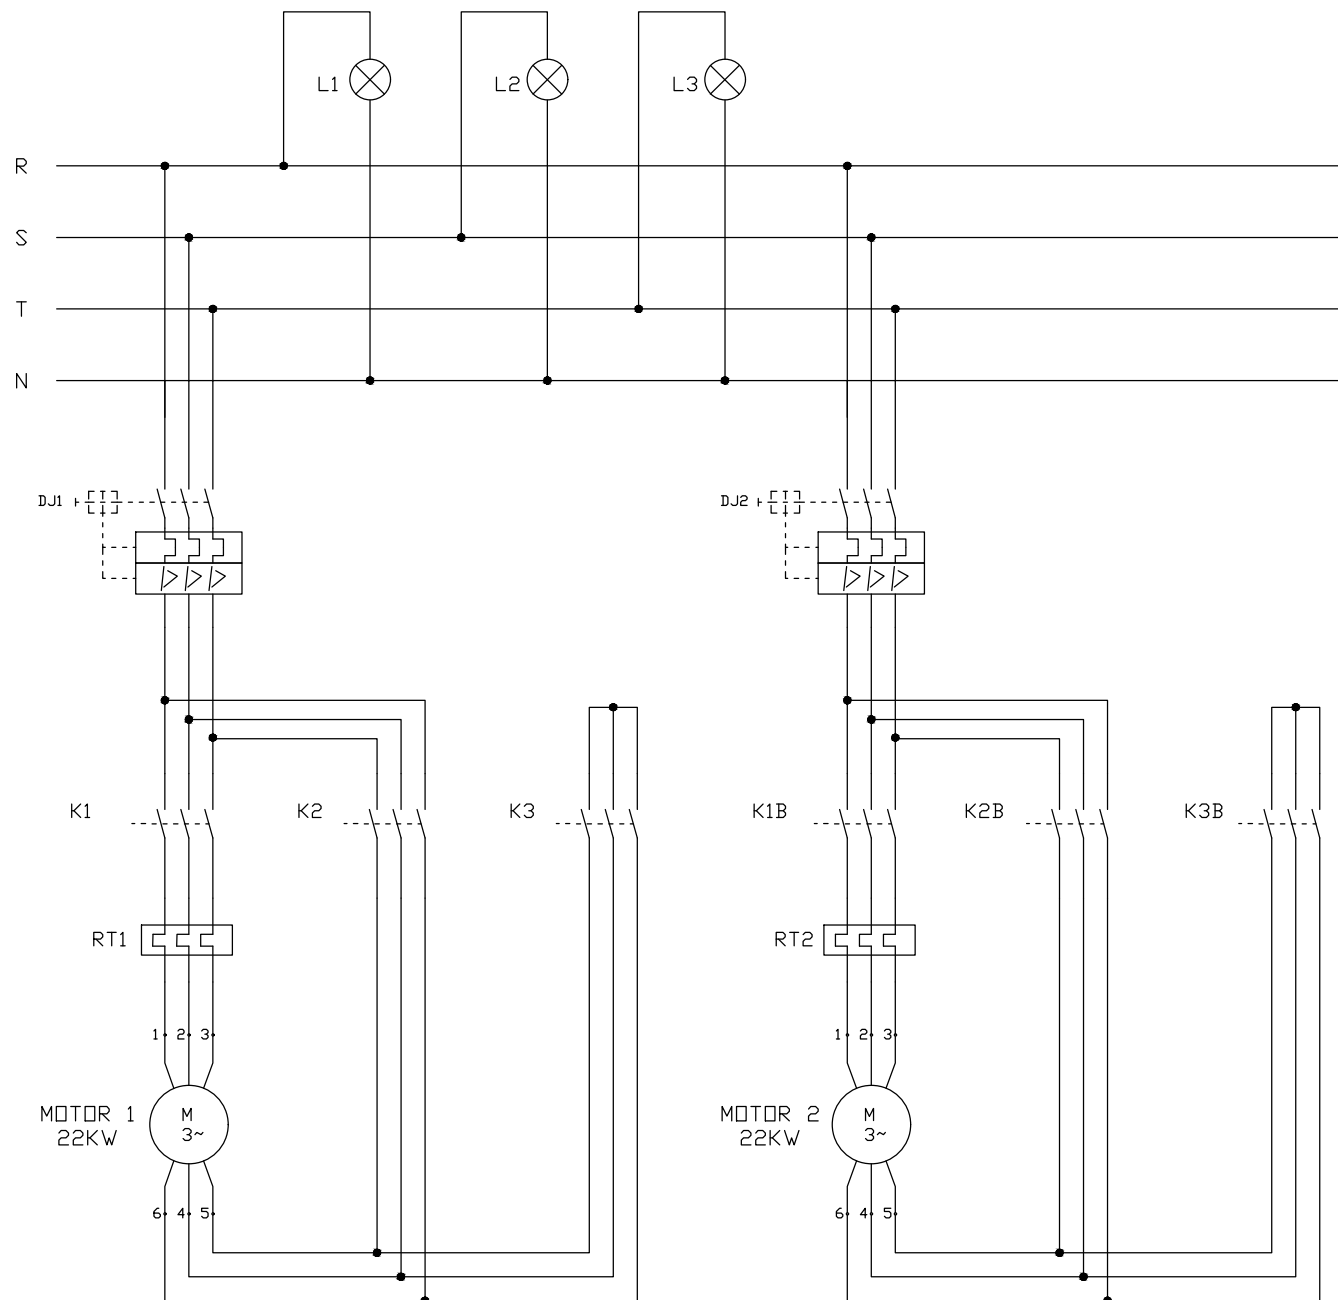 L1 L2 L3
R
S
T
N
DJ1 DJ2
K1 K2 K3 K1B K2B K3B
RT1 RT2
1 2 3 1 2 3
MOTOR 1 M MOTOR 2 M
22KW 3~ 22KW 3~
6 4 5 6 4 5